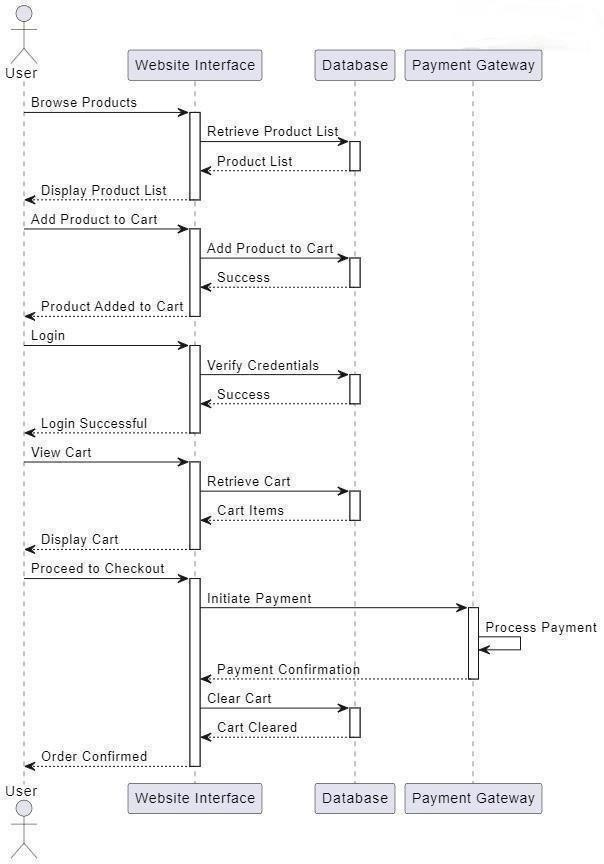 User
Website Interface
Database
Payment Gateway
Browse Products
Retrieve Product List
Product List
Display Product List
Add Product to Cart
Add Product to Cart
Success
Product Added to Cart
Login
Verify Credentials
Success
Login Successful
View Cart
Retrieve Cart
Cart Items
Display Cart
Proceed to Checkout
Initiate Payment
Process Payment
Payment Confirmation
Clear Cart
Cart Cleared
Order Confirmed
User
Website Interface
Database
Payment Gateway